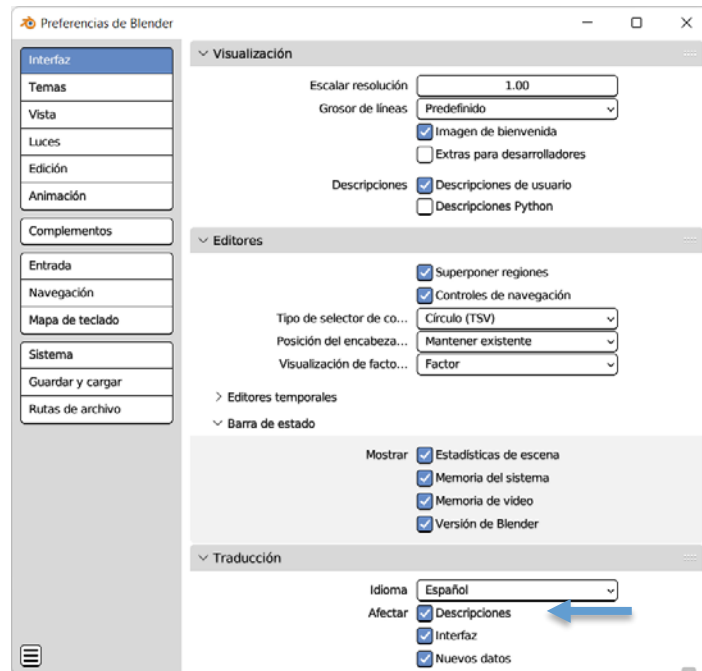 Preferencias de Blender
Interfaz
Temas
Vista
Luces
Edición
Animación
Complementos
Entrada
Navegación
Mapa de teclado
Sistema
Guardar y cargar
Rutas de archivo
Visualización
Escalar resolución 1.00
Grosor de líneas Predefinido
Imagen de bienvenida
Extras para desarrolladores
Descripciones Descripciones de usuario
Descripciones Python
Editores
Superponer regiones
Controles de navegación
Tipo de selector de co... Círculo (TSV)
Posición del encabeza... Mantener existente
Visualización de facto... Factor
Editores temporales
Barra de estado
Mostrar Estadísticas de escena
Memoria del sistema
Memoria de video
Versión de Blender
Traducción
Idioma Español
Afectar Descripciones
Interfaz
Nuevos datos